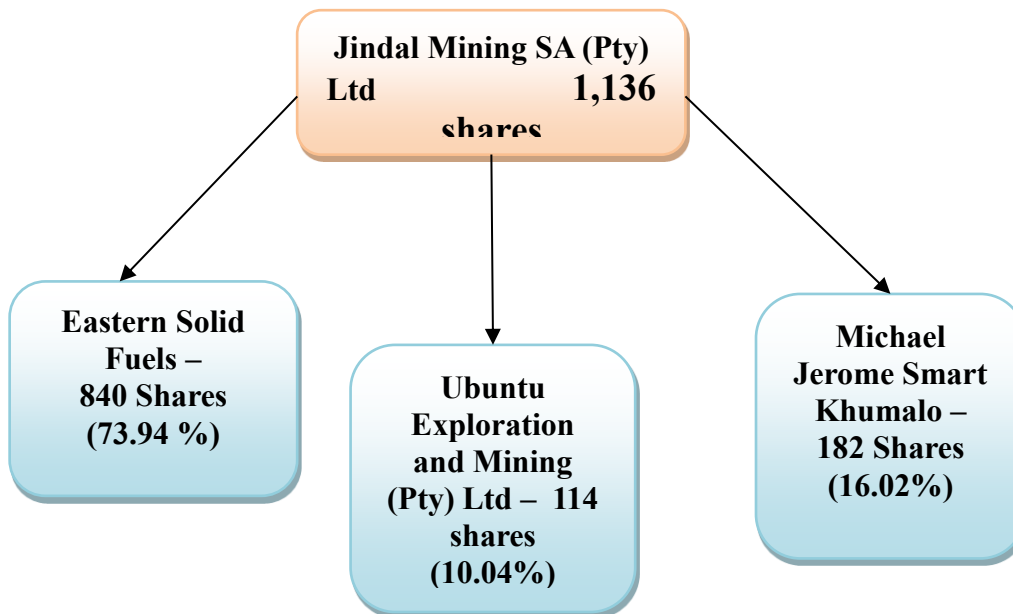 Jindal Mining SA (Pty)
Ltd 1,136
shares
Eastern Solid
Fuels –
840 Shares
(73.94 %)
Ubuntu
Exploration
and Mining
(Pty) Ltd – 114
shares
(10.04%)
Michael
Jerome Smart
Khumalo –
182 Shares
(16.02%)